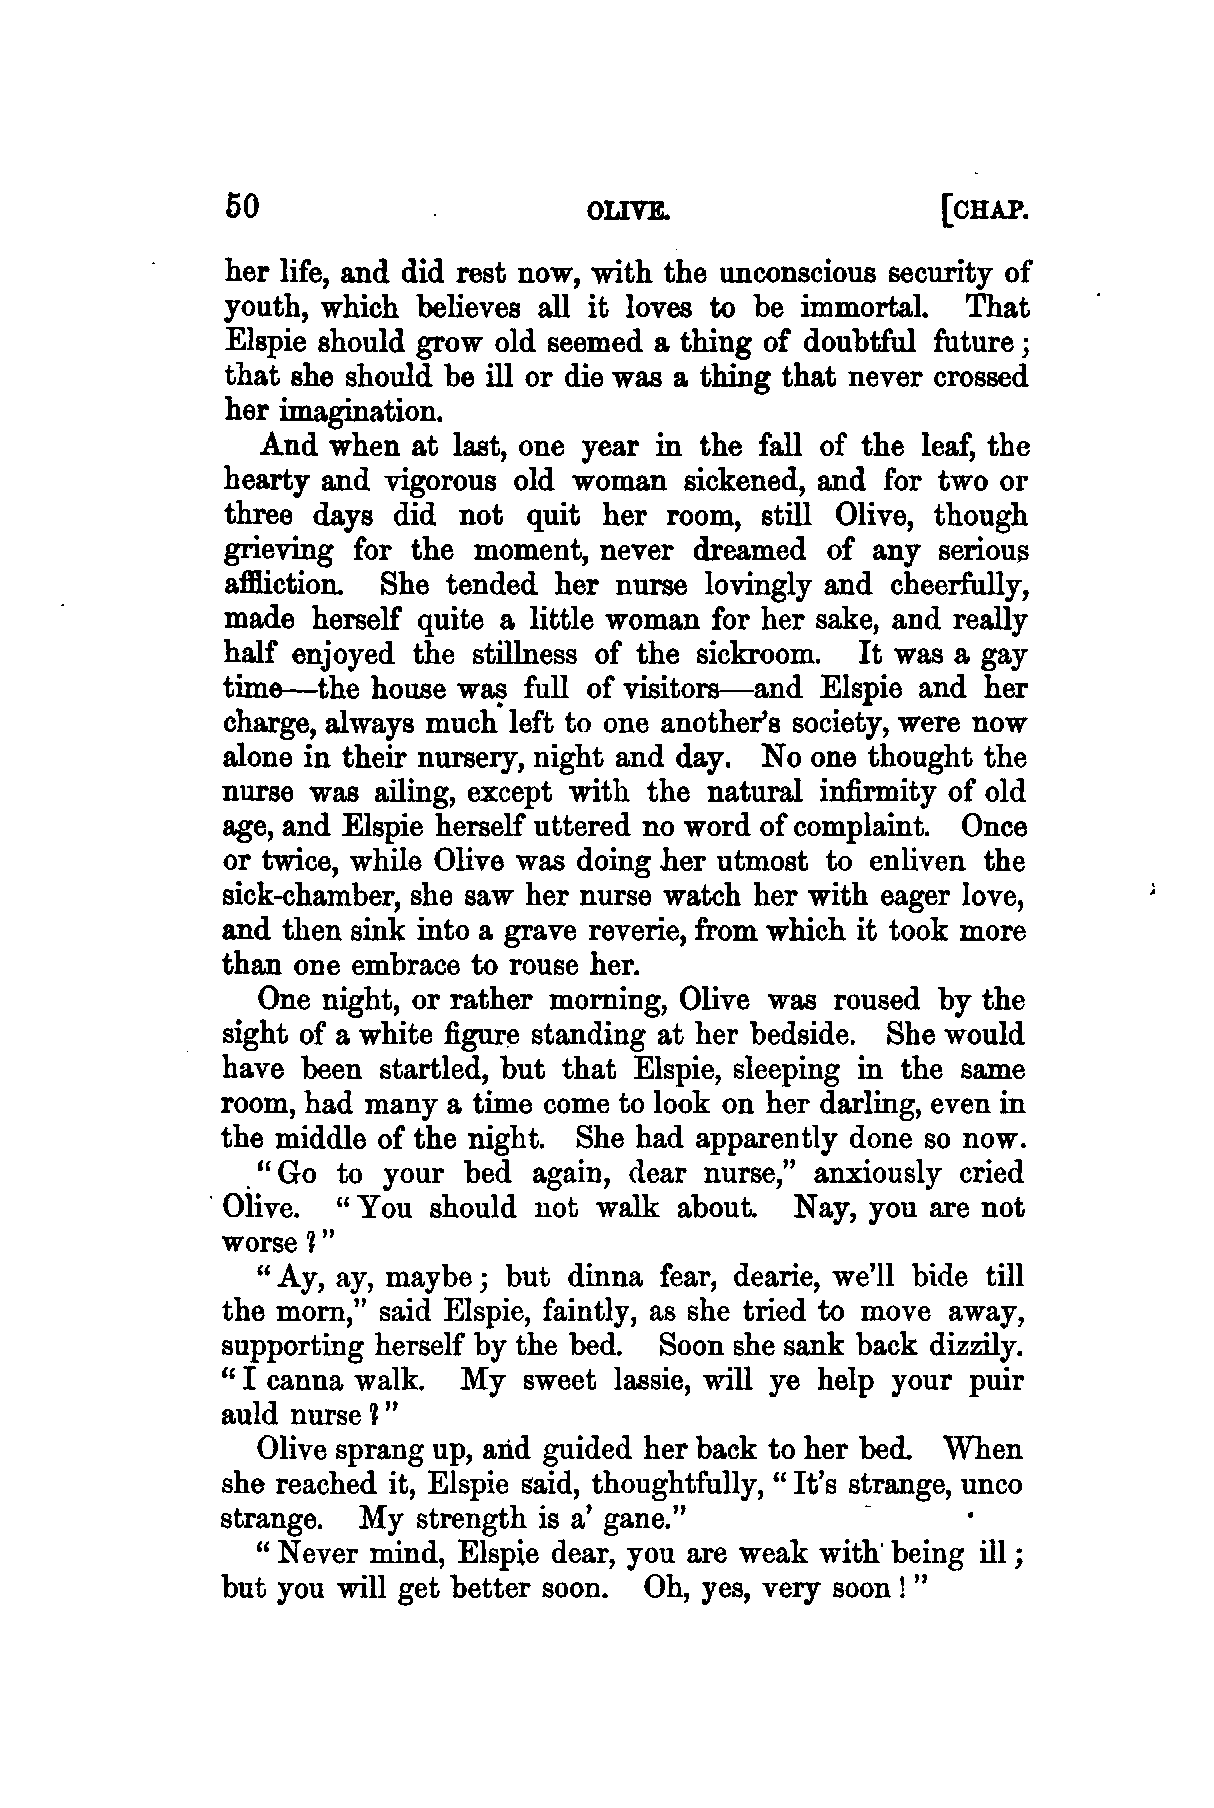 50 OLIVE. [CHAP.
her life, and did rest now, with the unconscious security of
youth, which believes all it loves to be immortal. That
Elspie should grow old seemed a thing of doubtful future;
that she should be ill or die was a thing that never crossed
her imagination.
And when at last, one year in the fall of the leaf, the
hearty and vigorous old woman sickened, and for two or
three days did not quit her room, still Olive, though
grieving for the moment, never dreamed of any serious
affliction. She tended her nurse lovingly and cheerfully,
made herself quite a little woman for her sake, and really
half enjoyed the stillness of the sickroom. It was a gay
time—the house was full of visitors—and Elspie and her
charge, always much left to one another's society, were now
alone in their nursery, night and day. No one thought the
nurse was ailing, except with the natural infirmity of old
age, and Elspie herself uttered no word of complaint. Once
or twice, while Olive was doing her utmost to enliven the
sick-chamber, she saw her nurse watch her with eager love,
and then sink into a grave reverie, from which it took more
than one embrace to rouse her.
One night, or rather morning, Olive was roused by the
sight of a white figure standing at her bedside. She would
have been startled, but that Elspie, sleeping in the same
room, had many a time come to look on her darling, even in
the middle of the night. She had apparently done so now.
"Go to your bed again, dear nurse," anxiously cried
Olive. "You should not walk about. Nay, you are not
worse?"
"Ay, ay, maybe; but dinna fear, dearie, we'll bide till
the morn," said Elspie, faintly, as she tried to move away,
supporting herself by the bed. Soon she sank back dizzily.
"I canna walk. My sweet lassie, will ye help your puir
auld nurse?"
Olive sprang up, and guided her back to her bed. When
she reached it, Elspie said, thoughtfully, "It's strange, unco
strange. My strength is a' gane."
"Never mind, Elspie dear, you are weak with being ill;
but you will get better soon. Oh, yes, very soon!"